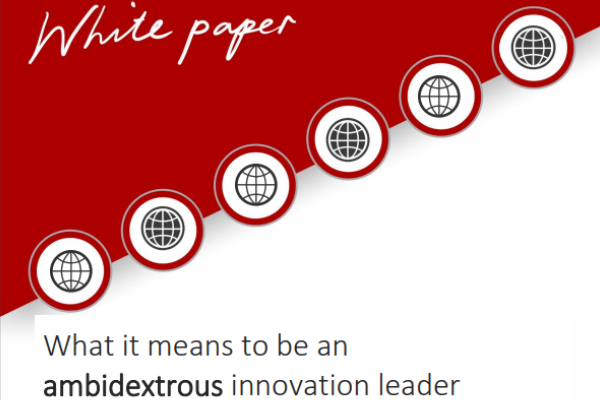 White paper
What it means to be an
ambidextrous innovation leader